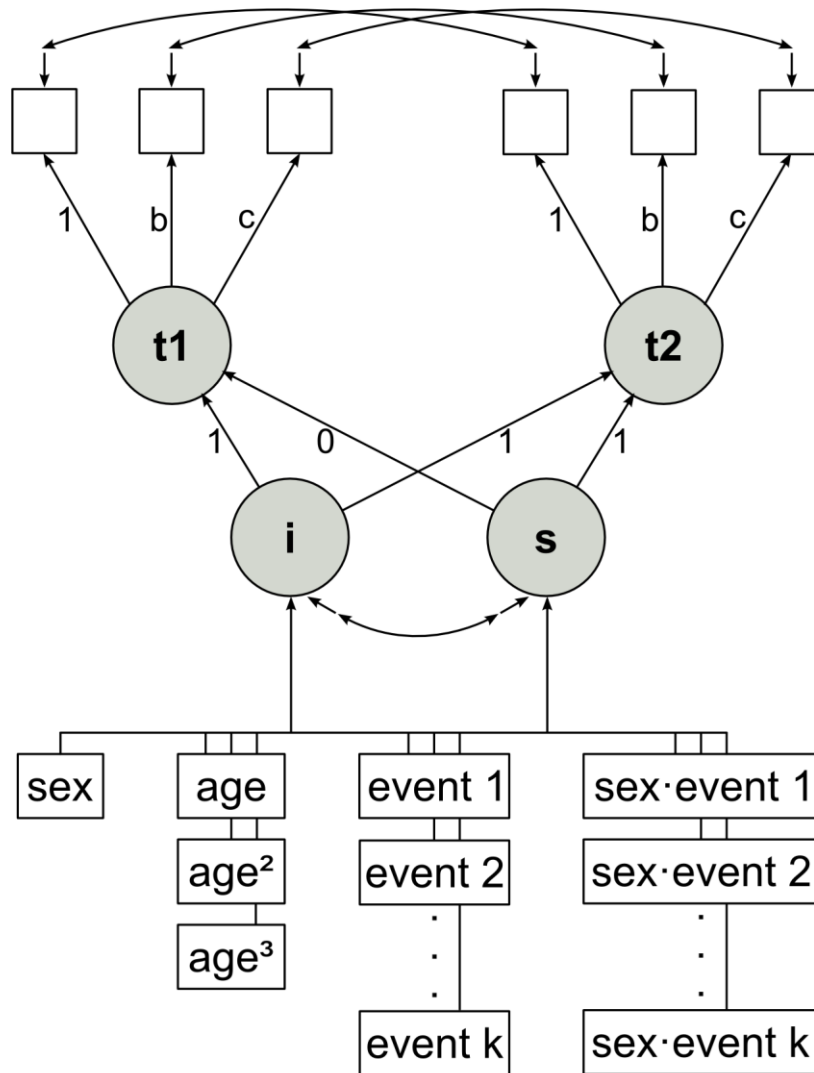 1 b c 1 b c
t1 t2
1 0 1 1
i s
sex age event 1 sex·event 1
age² event 2 sex·event 2
age³
event k sex·event k